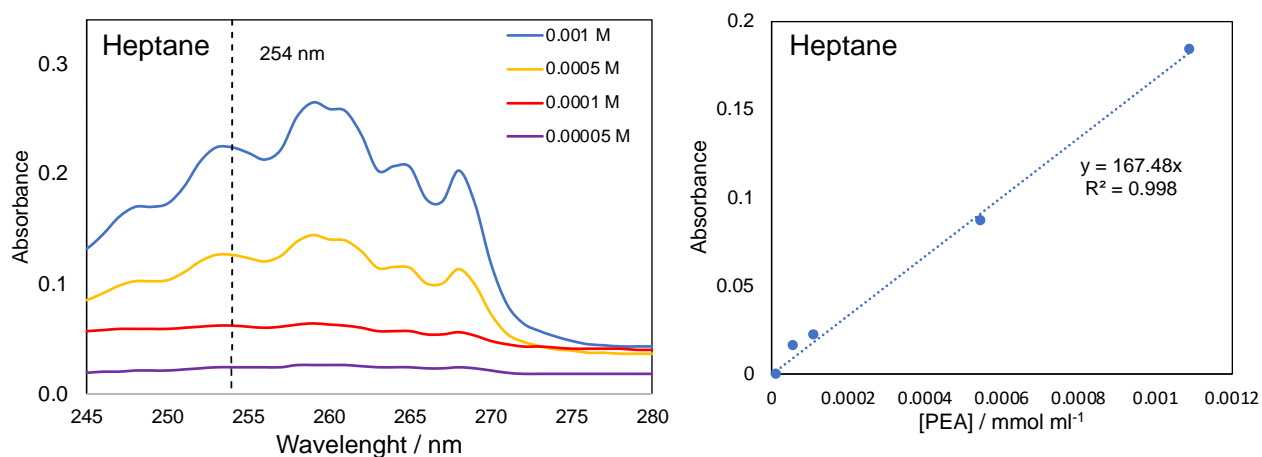 Heptane
254 nm
0.001 M
0.0005 M
0.0001 M
0.00005 M
0.3
0.2
0.1
0.0
Absorbance
245 250 255 260 265 270 275 280
Wavelenght / nm
Heptane
0.2
0.15
0.1
0.05
0
Absorbance
y = 167.48x
R² = 0.998
0 0.0002 0.0004 0.0006 0.0008 0.001 0.0012
[PEA] / mmol ml⁻¹